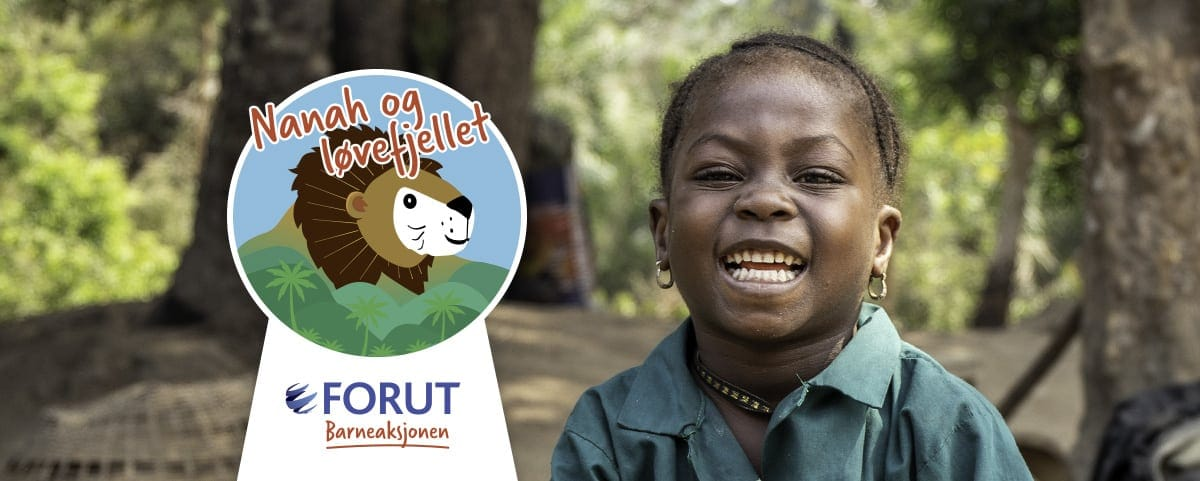 Nanah og
løvefjellet
FORUT
Barneaksjonen